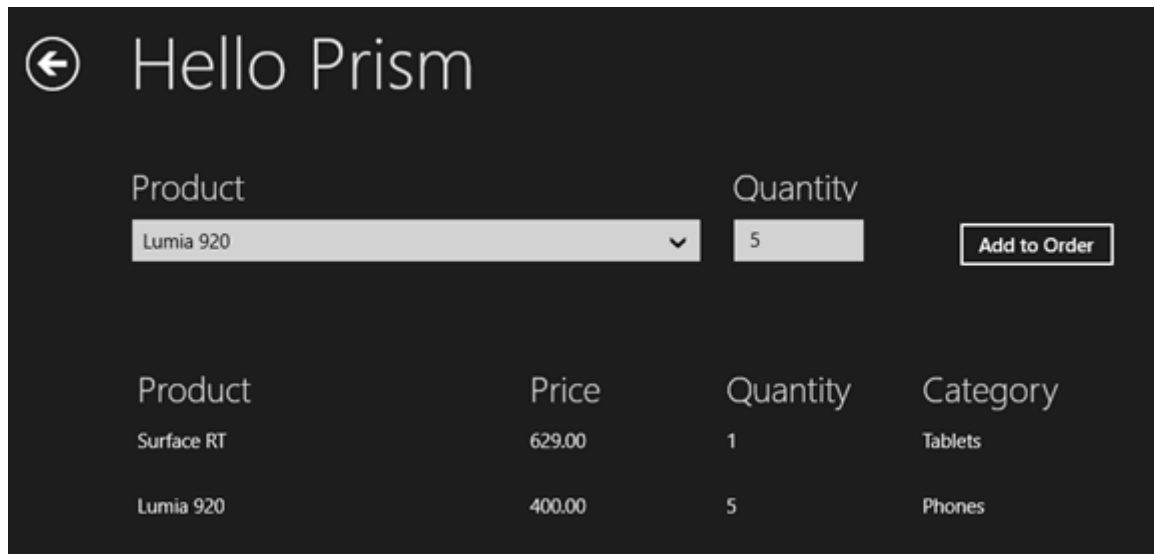 Hello Prism
Product Quantity
Lumia 920 5 Add to Order
Product Price Quantity Category
Surface RT 629.00 1 Tablets
Lumia 920 400.00 5 Phones